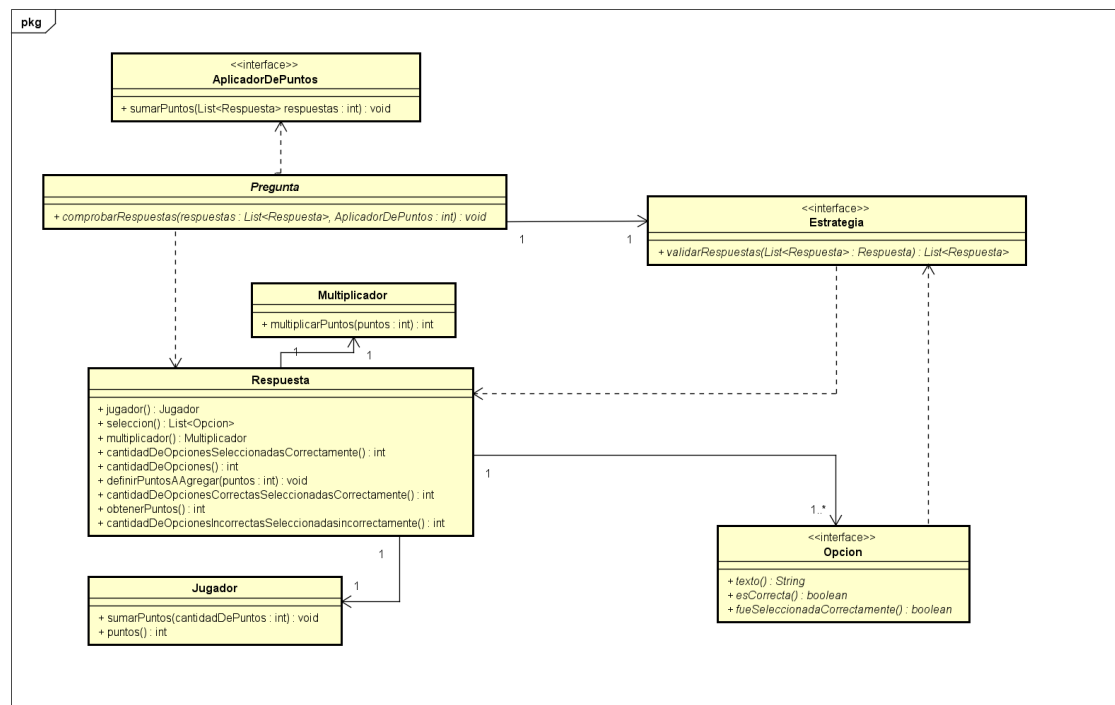 pkg
<<interface>>
AplicadorDePuntos
+ sumarPuntos(List<Respuesta> respuestas : int) : void
Pregunta
+ comprobarRespuestas(respuestas : List<Respuesta>, AplicadorDePuntos : int) : void
1
1
<<interface>>
Estrategia
+ validarRespuestas(List<Respuesta> : Respuesta) : List<Respuesta>
Multiplicador
+ multiplicarPuntos(puntos : int) : int
1
1
Respuesta
+ jugador() : Jugador
+ seleccion() : List<Opcion>
+ multiplicador() : Multiplicador
+ cantidadDeOpcionesSeleccionadasCorrectamente() : int
+ cantidadDeOpciones() : int
+ definirPuntosAAgregar(puntos : int) : void
+ cantidadDeOpcionesCorrectasSeleccionadasCorrectamente() : int
+ obtenerPuntos() : int
+ cantidadDeOpcionesIncorrectasSeleccionadasincorrectamente() : int
1
1..*
<<interface>>
Opcion
+ texto() : String
+ esCorrecta() : boolean
+ fueSeleccionadaCorrectamente() : boolean
1
1
Jugador
+ sumarPuntos(cantidadDePuntos : int) : void
+ puntos() : int